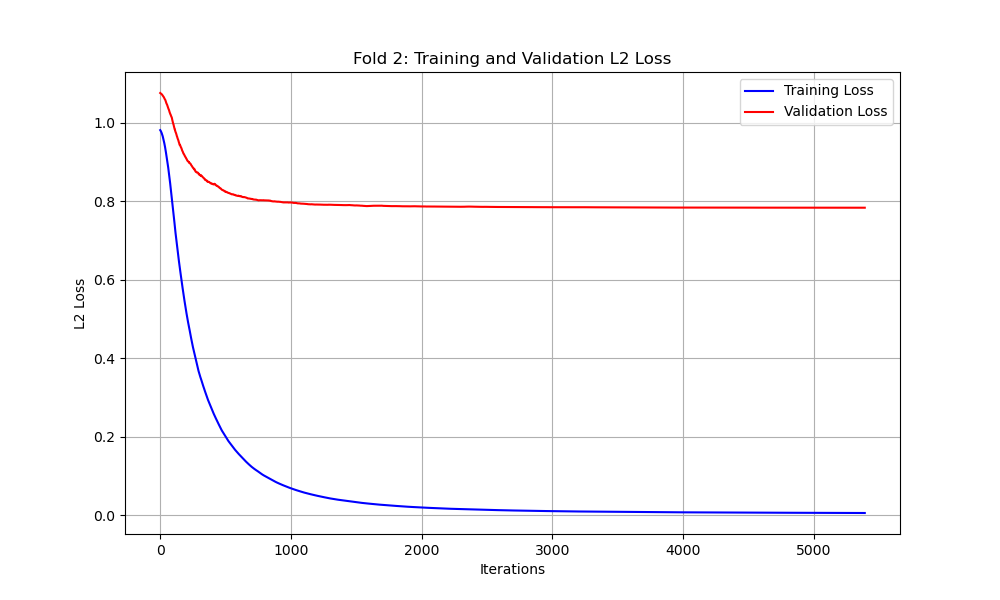 Fold 2: Training and Validation L2 Loss
Training Loss
Validation Loss
L2 Loss
1.0
0.8
0.6
0.4
0.2
0.0
0 1000 2000 3000 4000 5000
Iterations